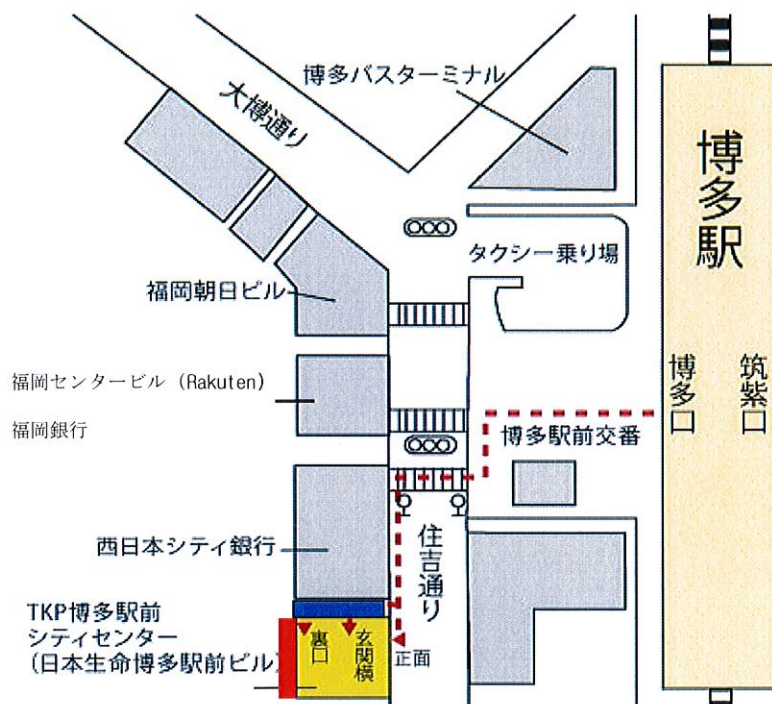 博多バスターミナル
大博通り
博多駅
タクシー乗り場
福岡朝日ビル
博多口
筑紫口
福岡センタービル (Rakuten)
福岡銀行
博多駅前交番
西日本シティ銀行
住吉通り
TKP博多駅前
シティセンター
(日本生命博多駅前ビル)
裏口
玄関横
正面